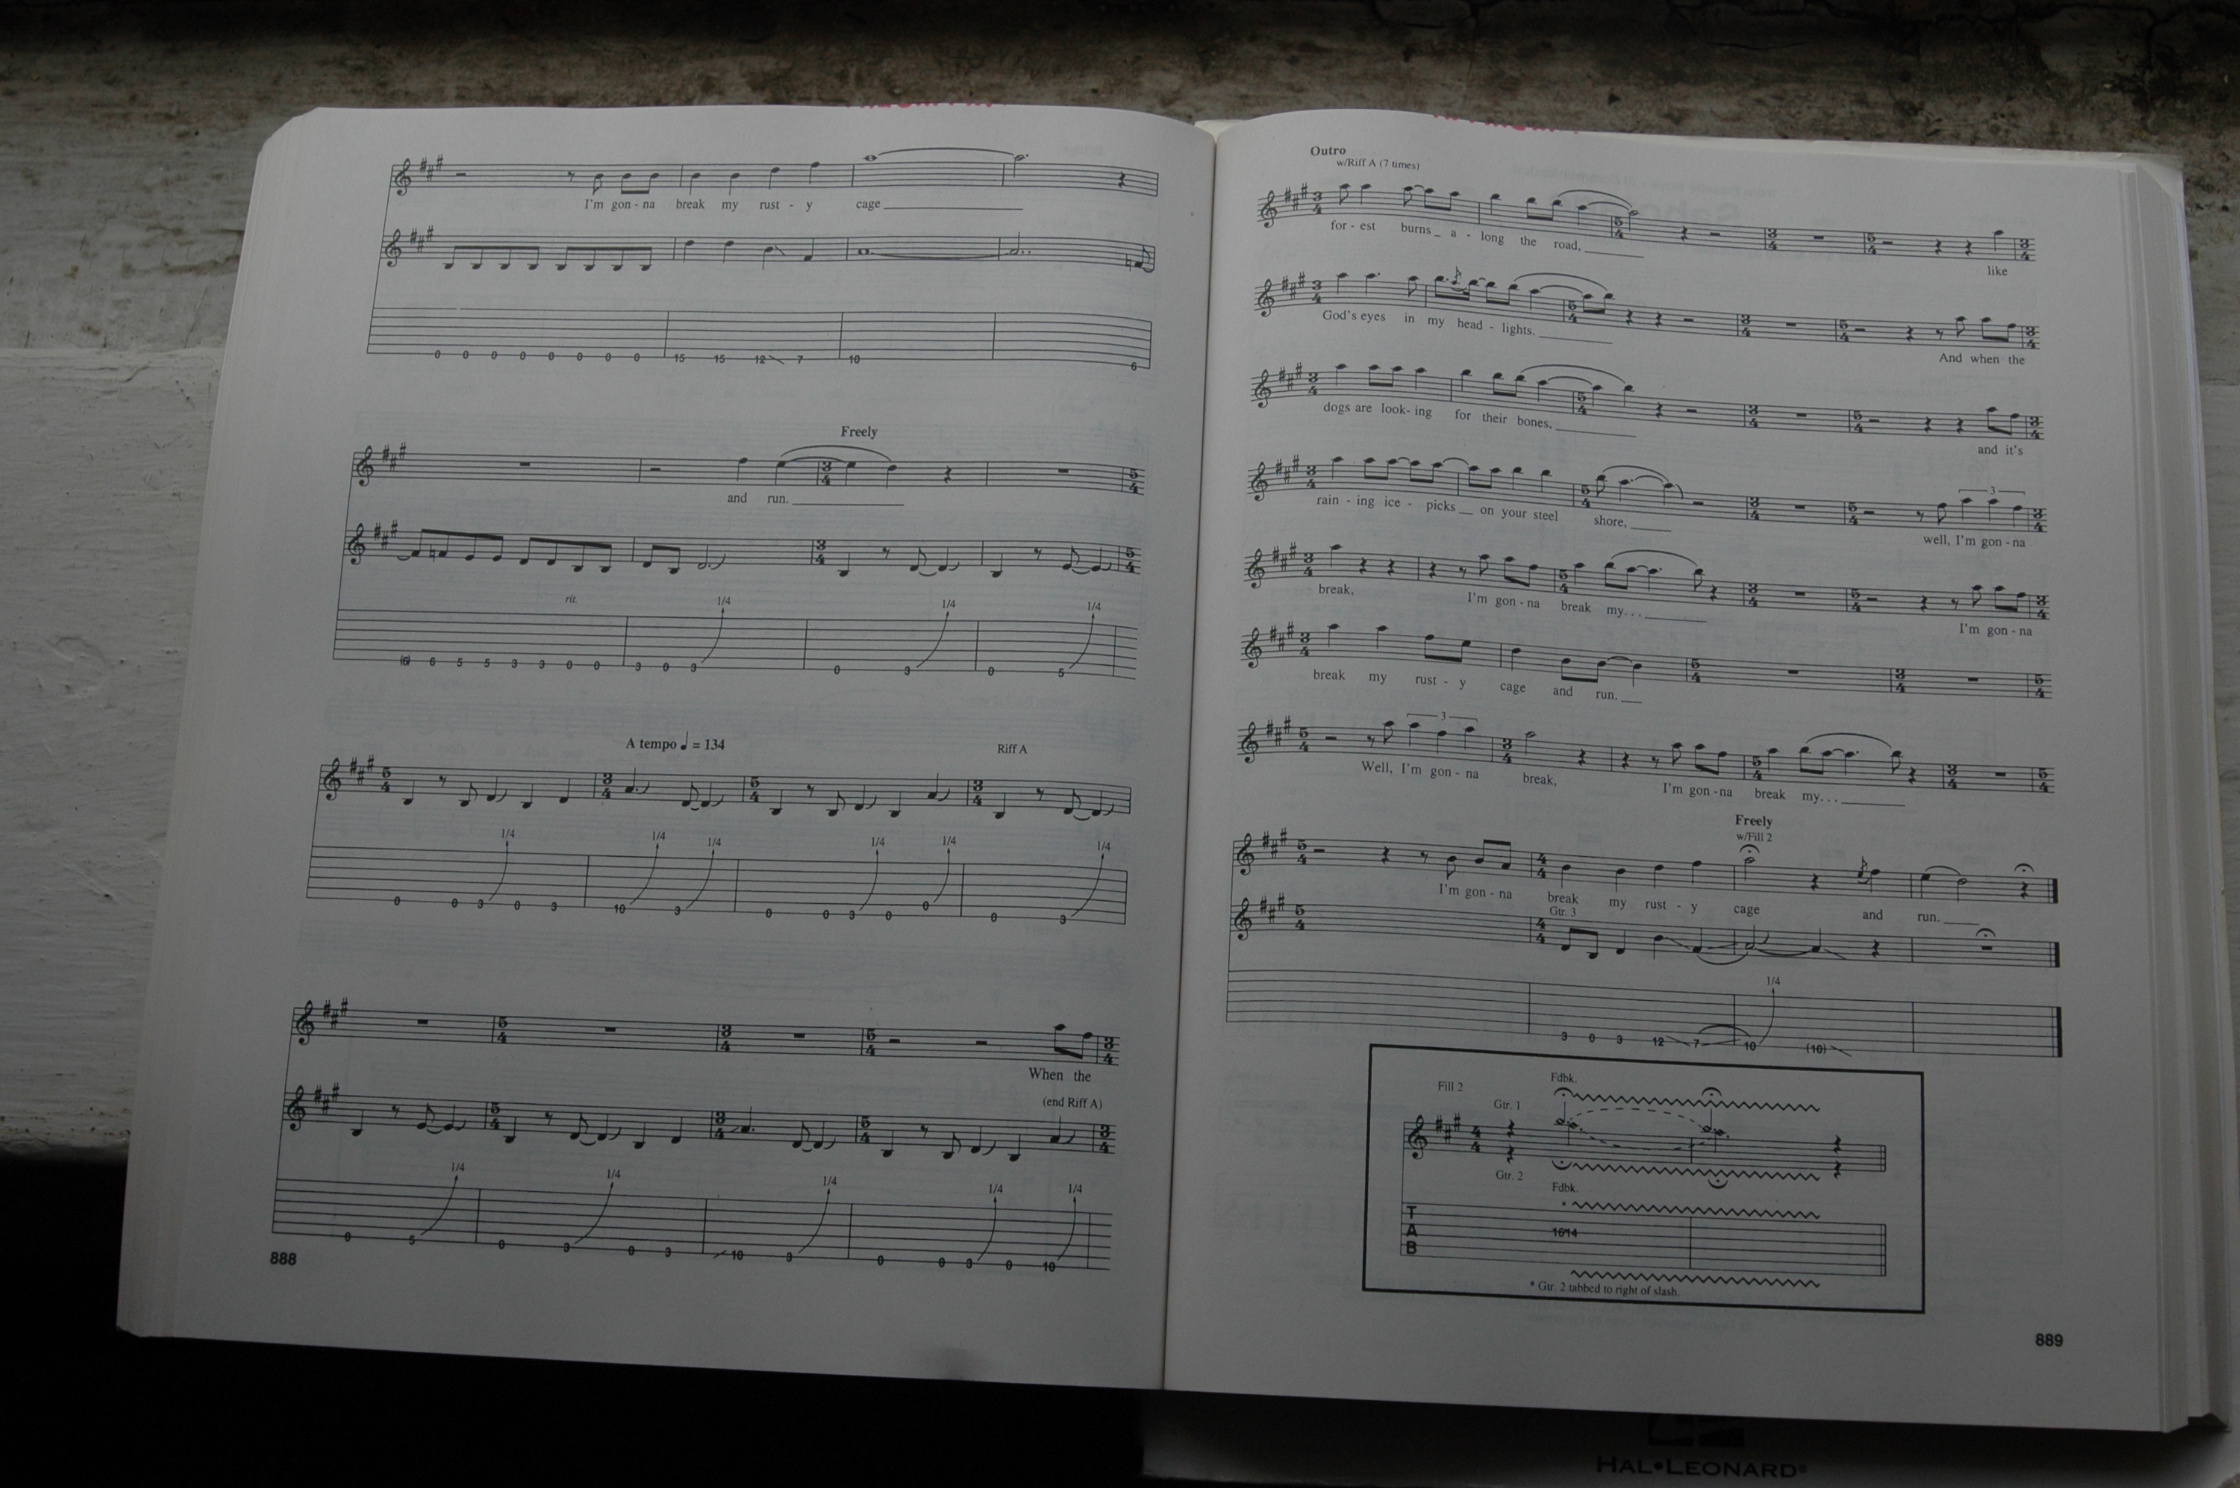 I'm gon - na break my rust - y cage
0 0 0 0 0 0 0 0 15 15 12 7 10 6
Freely
and run.
rit. 1/4 1/4 1/4
(6) 6 5 5 3 3 0 0 3 0 3 0 3 0 5
A tempo ♩ = 134 Riff A
1/4 1/4 1/4 1/4 1/4 1/4
0 0 3 0 3 10 3 0 0 3 0 0 0 3
When the
(end Riff A)
1/4 1/4 1/4 1/4 1/4
0 5 0 3 0 3 10 3 0 0 3 0 10
888
Outro
w/Riff A (7 times)
for - est burns a - long the road, like
God's eyes in my head - lights. And when the
dogs are look- ing for their bones, and it's
rain - ing ice - picks on your steel shore, well, I'm gon - na
break, I'm gon - na break my. . . I'm gon - na
break my rust - y cage and run.
Well, I'm gon - na break, I'm gon - na break my. . .
Freely
w/Fill 2
I'm gon - na break my rust - y cage and run.
Gtr. 3
1/4
3 0 3 12 7 10 (10)
Fill 2 Fdbk.
Gtr. 1
Gtr. 2
Fdbk.
*
T
A
B
* Gtr. 2 tabbed to right of slash.
889
HAL•LEONARD®